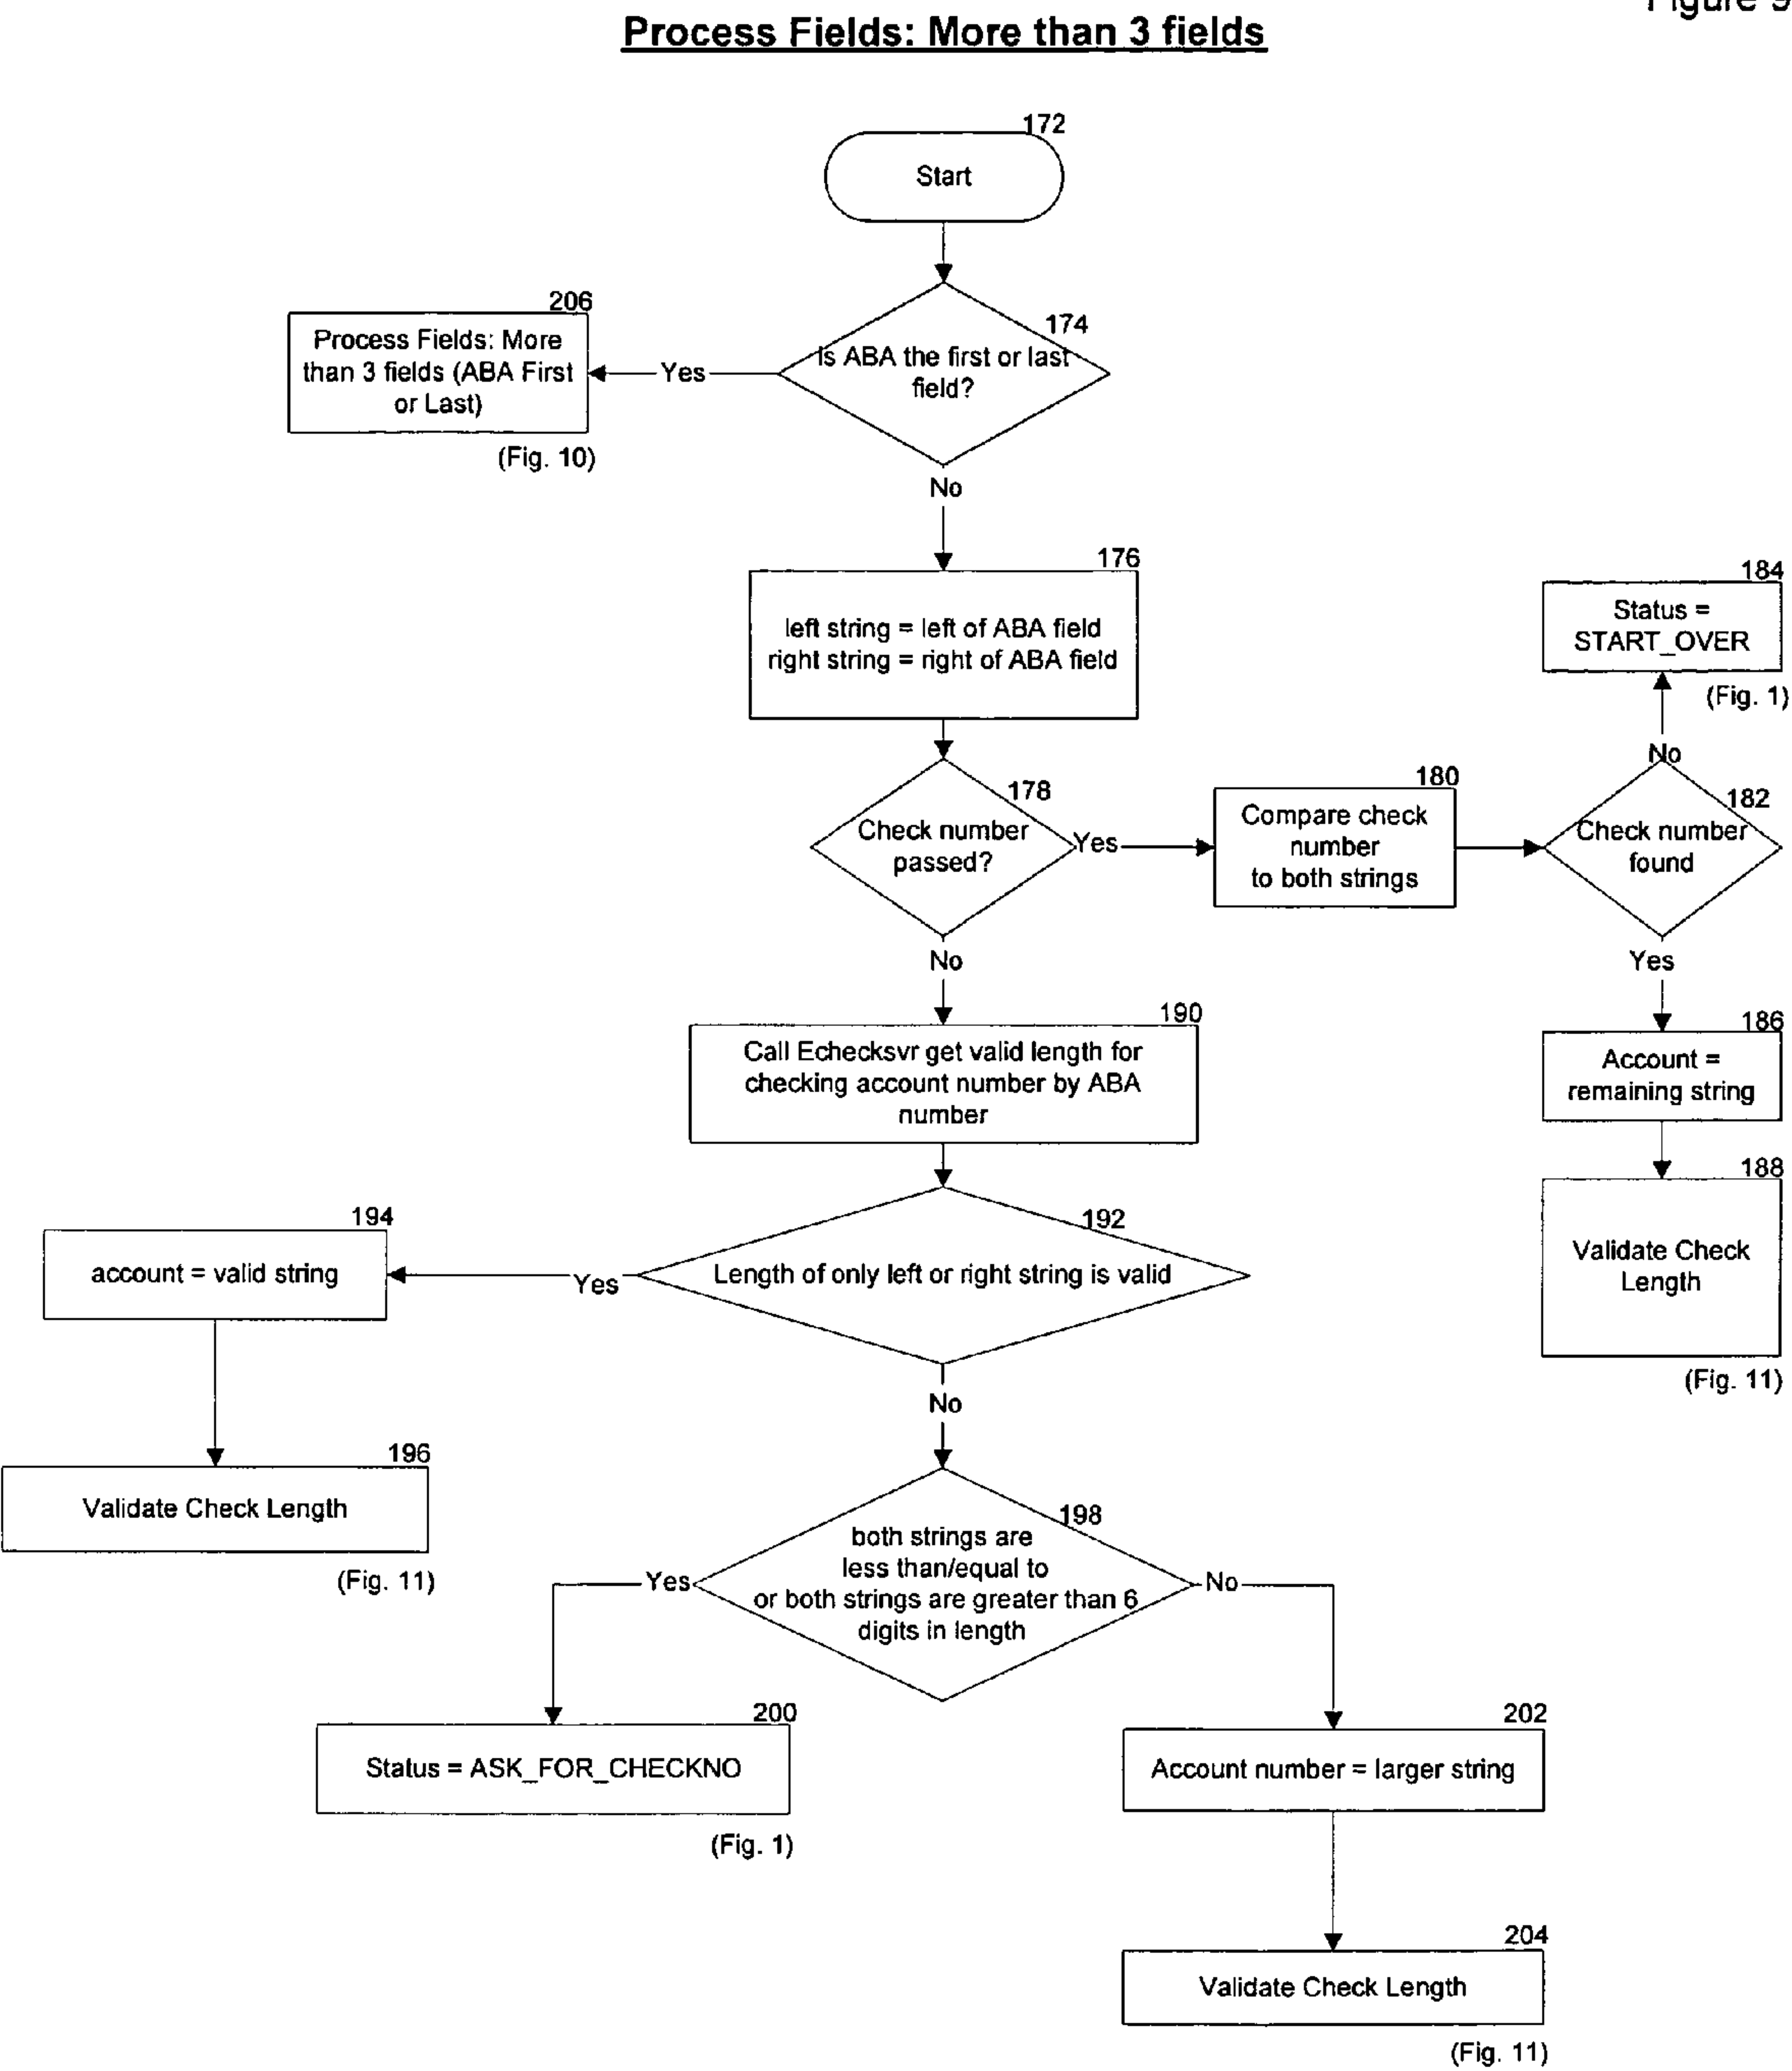 Figure 9
Process Fields: More than 3 fields
172
Start
206
Process Fields: More
than 3 fields (ABA First
or Last)
(Fig. 10)
Yes
174
Is ABA the first or last
field?
No
176
left string = left of ABA field
right string = right of ABA field
184
Status =
START_OVER
(Fig. 1)
No
178
Check number
passed?
Yes
180
Compare check
number
to both strings
182
Check number
found
No
Yes
190
Call Echecksvr get valid length for
checking account number by ABA
number
186
Account =
remaining string
188
Validate Check
Length
(Fig. 11)
194
account = valid string
Yes
192
Length of only left or right string is valid
No
196
Validate Check Length
(Fig. 11)
198
both strings are
less than/equal to
or both strings are greater than 6
digits in length
Yes
No
200
Status = ASK_FOR_CHECKNO
(Fig. 1)
202
Account number = larger string
204
Validate Check Length
(Fig. 11)